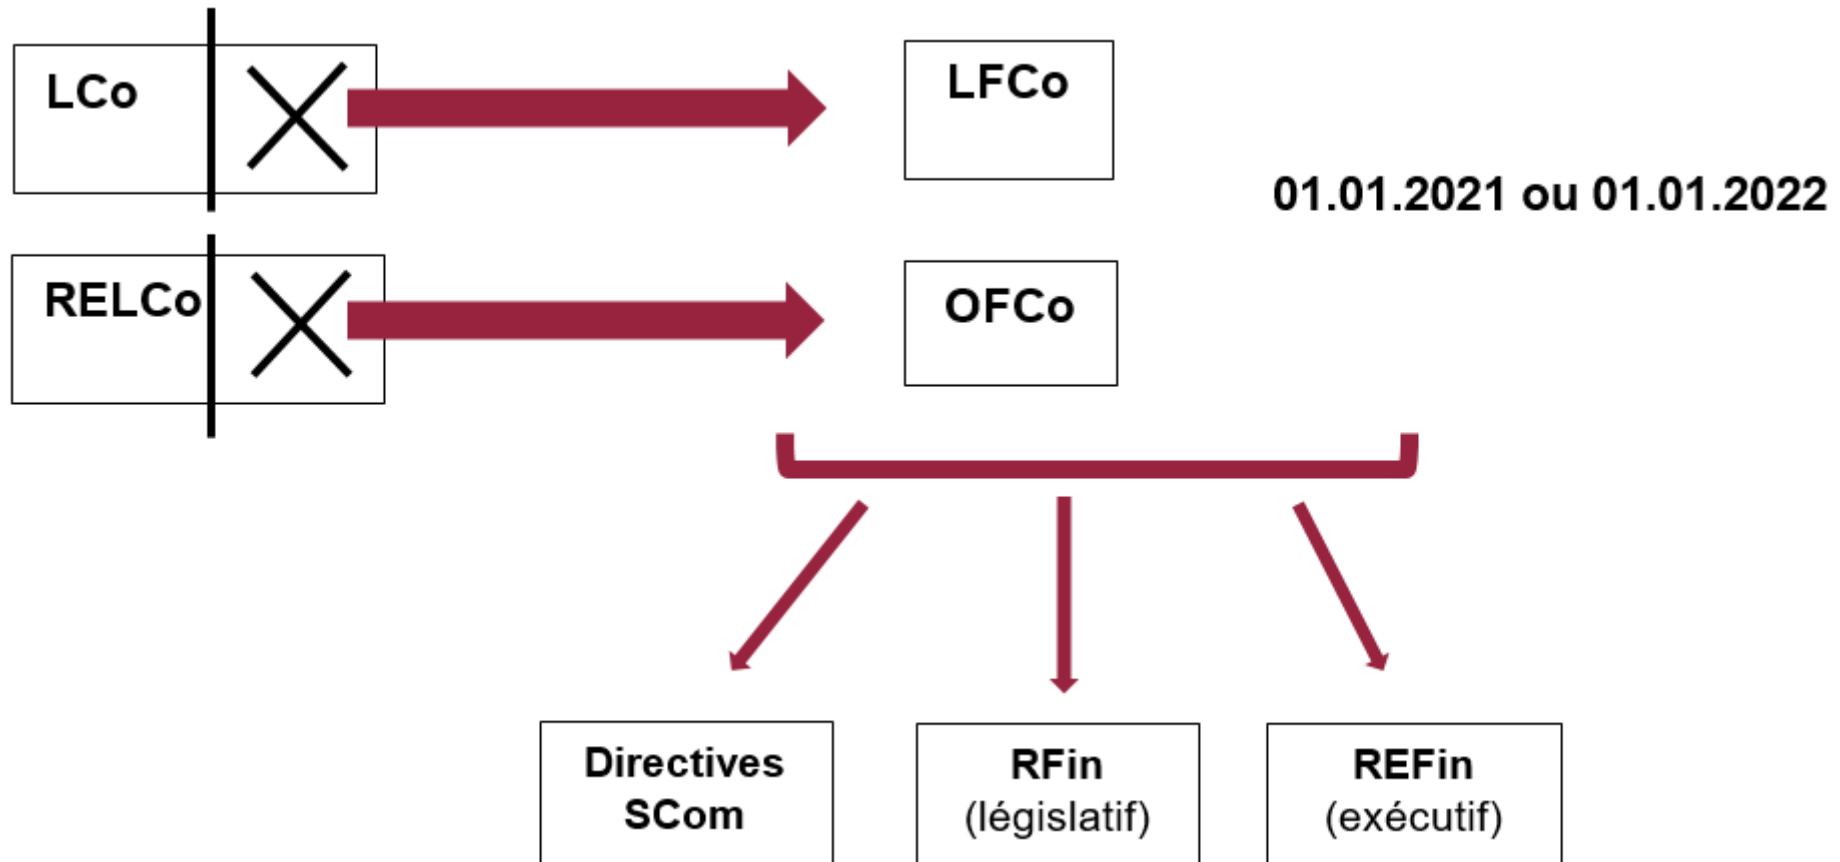 LCo
LFCo
01.01.2021 ou 01.01.2022
RELCo
OFCo
Directives
SCom
RFin
(législatif)
REFin
(exécutif)